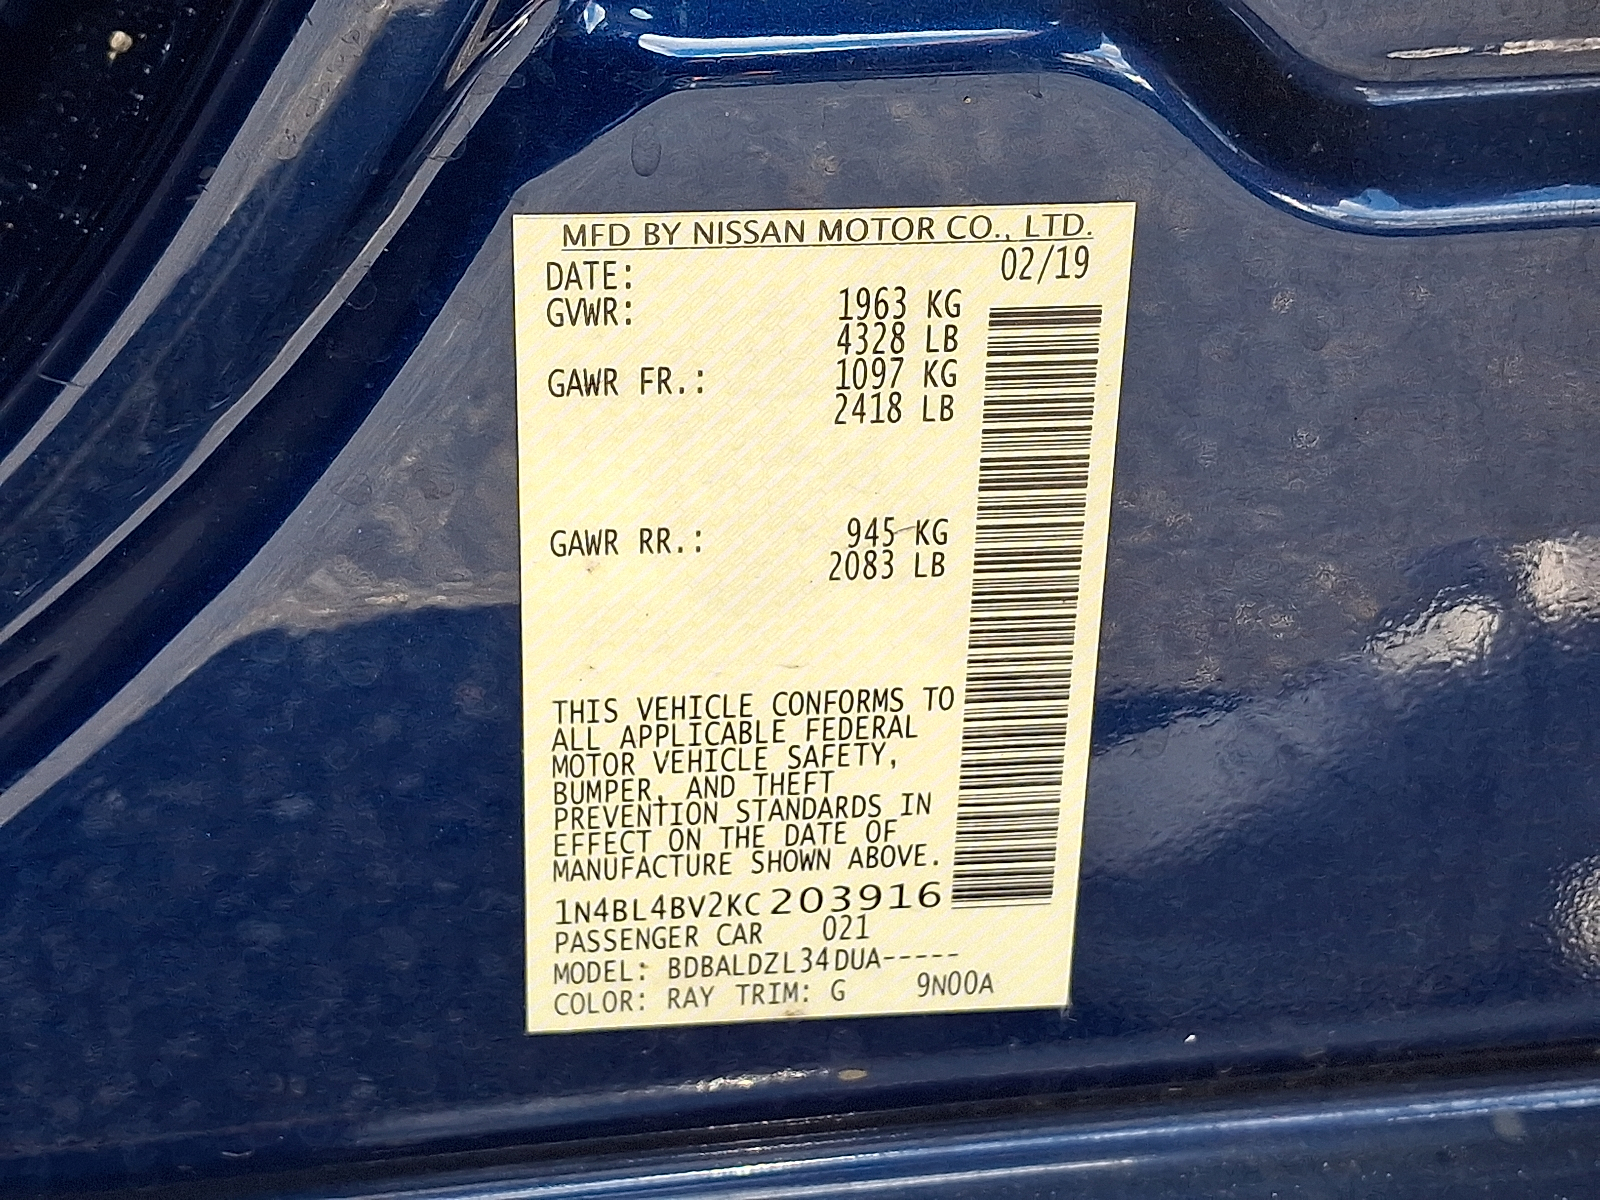 MFD BY NISSAN MOTOR CO., LTD.
DATE: 02/19
GVWR: 1963 KG
4328 LB
GAWR FR.: 1097 KG
2418 LB
GAWR RR.: 945 KG
2083 LB
THIS VEHICLE CONFORMS TO
ALL APPLICABLE FEDERAL
MOTOR VEHICLE SAFETY,
BUMPER, AND THEFT
PREVENTION STANDARDS IN
EFFECT ON THE DATE OF
MANUFACTURE SHOWN ABOVE.
1N4BL4BV2KC203916
PASSENGER CAR 021
MODEL: BDBALDZL34DUA-----
COLOR: RAY TRIM: G 9N00A